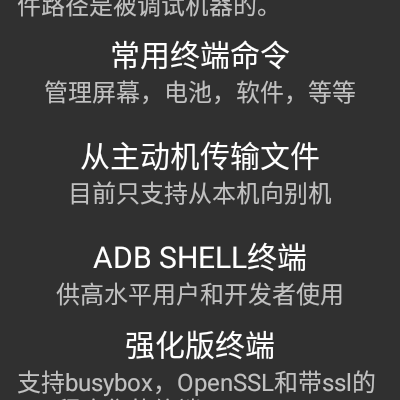 件路径是被调试机器的。
常用终端命令
管理屏幕，电池，软件，等等
从主动机传输文件
目前只支持从本机向别机
ADB SHELL终端
供高水平用户和开发者使用
强化版终端
支持busybox，OpenSSL和带ssl的